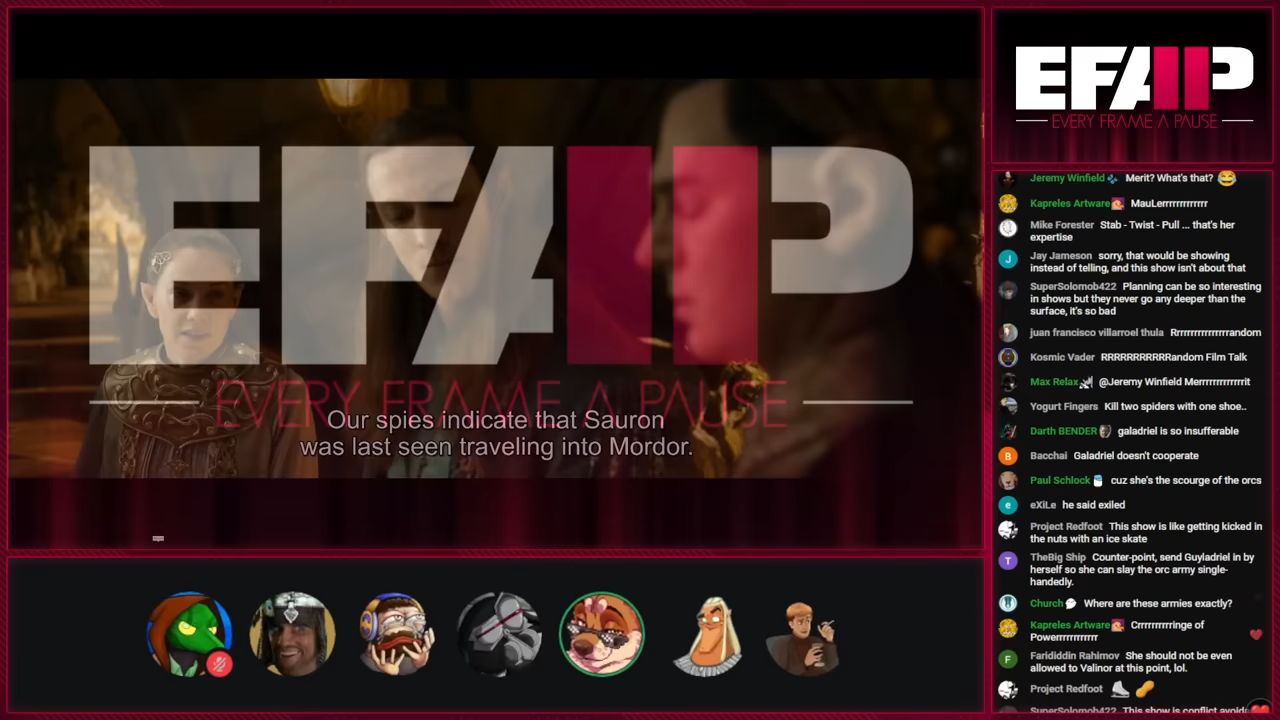 EFAP
EVERY FRAME A PAUSE
Our spies indicate that Sauron
was last seen traveling into Mordor.
EFAP
EVERY FRAME A PAUSE
Jeremy Winfield Merit? What's that?
Kapreles Artware MauLerrrrrrrrrrrr
Mike Forester Stab - Twist - Pull ... that's her
expertise
J
Jay Jameson sorry, that would be showing
instead of telling, and this show isn't about that
SuperSolomob422 Planning can be so interesting
in shows but they never go any deeper than the
surface, it's so bad
juan francisco villarroel thula Rrrrrrrrrrrrrrrandom
Kosmic Vader RRRRRRRRRRandom Film Talk
Max Relax @Jeremy Winfield Merrrrrrrrrrrrit
Yogurt Fingers Kill two spiders with one shoe..
Darth BENDER galadriel is so insufferable
B
Bacchai Galadriel doesn't cooperate
Paul Schlock cuz she's the scourge of the orcs
e
eXiLe he said exiled
Project Redfoot This show is like getting kicked in
the nuts with an ice skate
T
TheBig Ship Counter-point, send Guyladriel in by
herself so she can slay the orc army single-
handedly.
Church Where are these armies exactly?
Kapreles Artware Crrrrrrrrringe of
Powerrrrrrrrrrr
F
Farididdin Rahimov She should not be even
allowed to Valinor at this point, lol.
Project Redfoot
SuperSolomob422 This show is conflict avoids